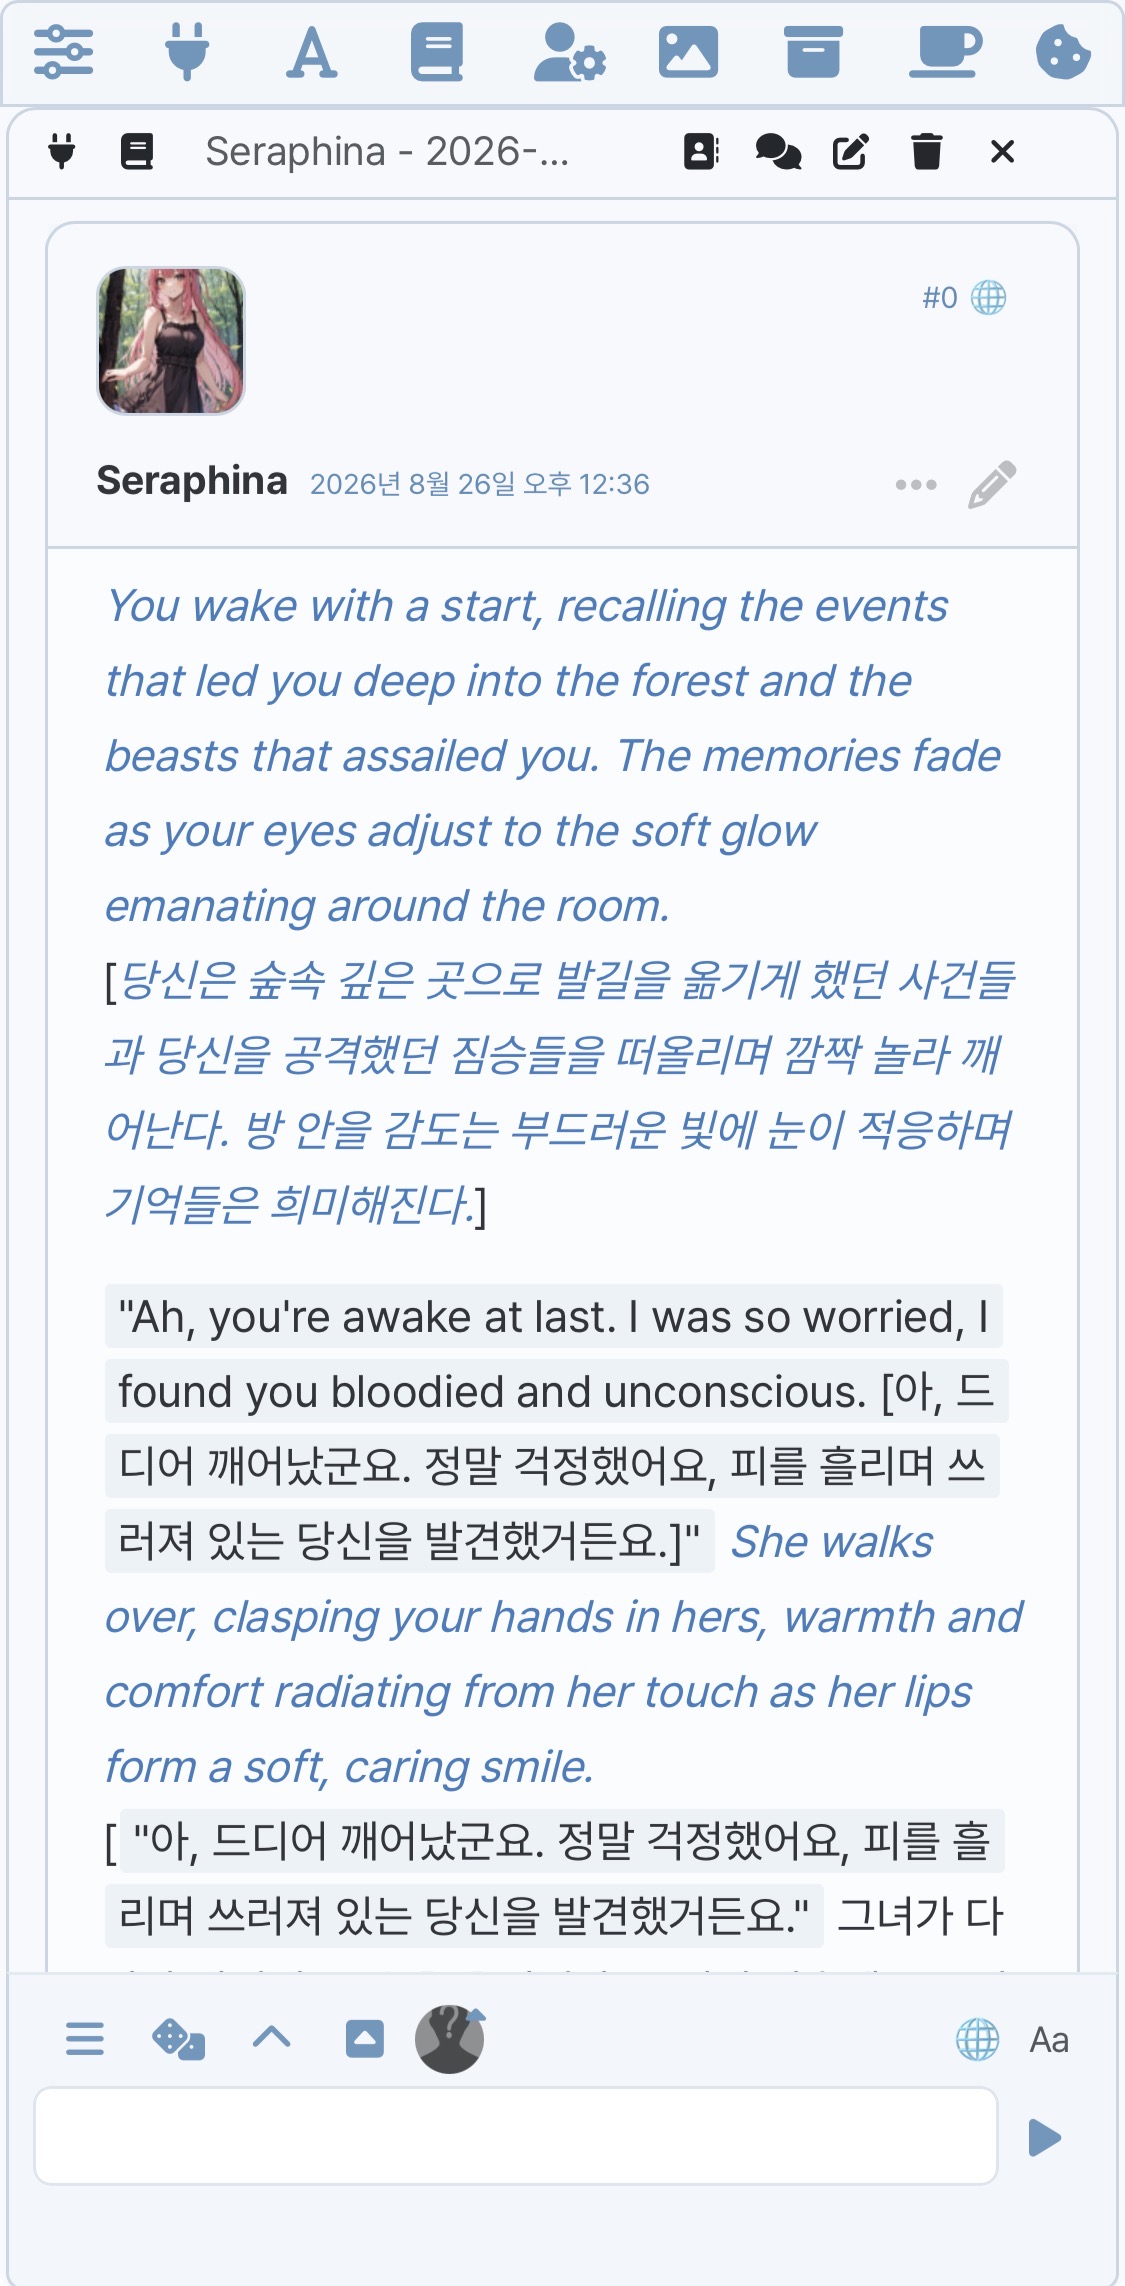 Seraphina - 2026-...
#0
Seraphina 2026년 8월 26일 오후 12:36
You wake with a start, recalling the events
that led you deep into the forest and the
beasts that assailed you. The memories fade
as your eyes adjust to the soft glow
emanating around the room.
[당신은 숲속 깊은 곳으로 발길을 옮기게 했던 사건들
과 당신을 공격했던 짐승들을 떠올리며 깜짝 놀라 깨
어난다. 방 안을 감도는 부드러운 빛에 눈이 적응하며
기억들은 희미해진다.]
"Ah, you're awake at last. I was so worried, I
found you bloodied and unconscious. [아, 드
디어 깨어났군요. 정말 걱정했어요, 피를 흘리며 쓰
러져 있는 당신을 발견했거든요.]" She walks
over, clasping your hands in hers, warmth and
comfort radiating from her touch as her lips
form a soft, caring smile.
["아, 드디어 깨어났군요. 정말 걱정했어요, 피를 흘
리며 쓰러져 있는 당신을 발견했거든요." 그녀가 다
Aa